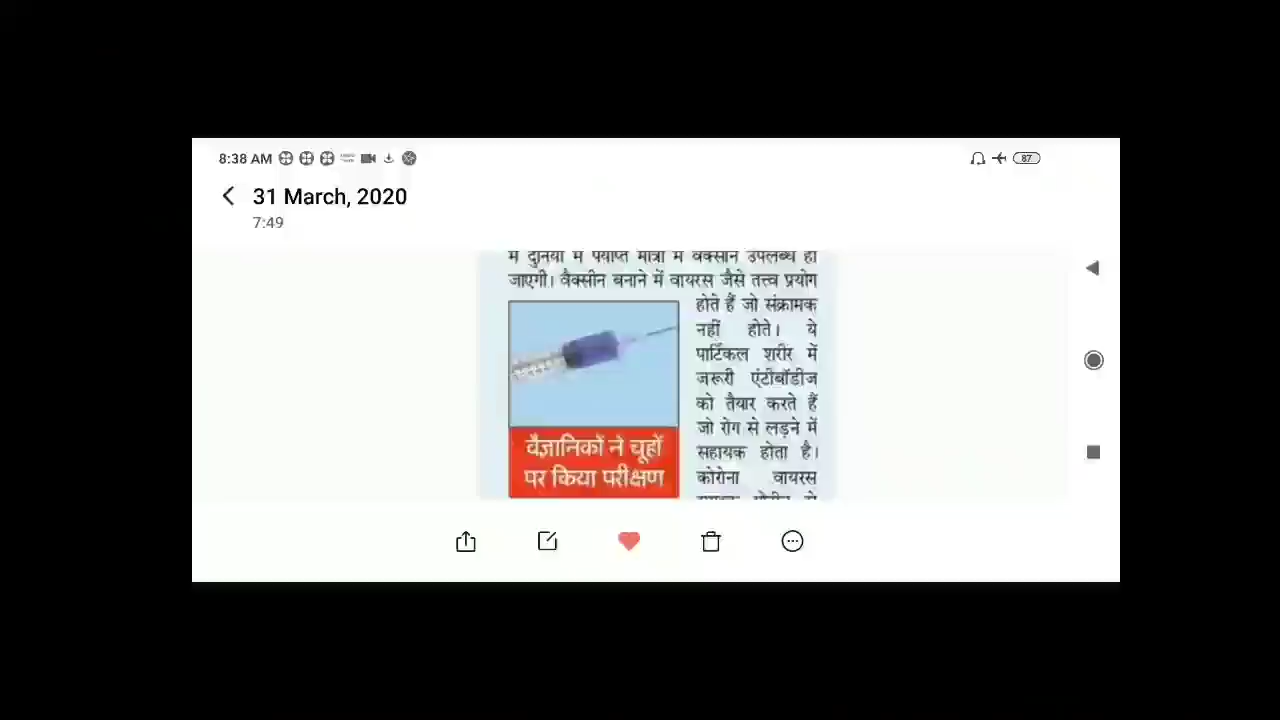 8:38 AM
87
31 March, 2020
7:49
में दुनिया में पर्याप्त मात्रा में वैक्सीन उपलब्ध हो
जाएगी। वैक्सीन बनाने में वायरस जैसे तत्त्व प्रयोग
होते हैं जो संक्रामक
नहीं होते। ये
पार्टिकल शरीर में
जरूरी एंटीबॉडीज
को तैयार करते हैं
जो रोग से लड़ने में
सहायक होता है।
कोरोना वायरस
वैज्ञानिकों ने चूहों
पर किया परीक्षण